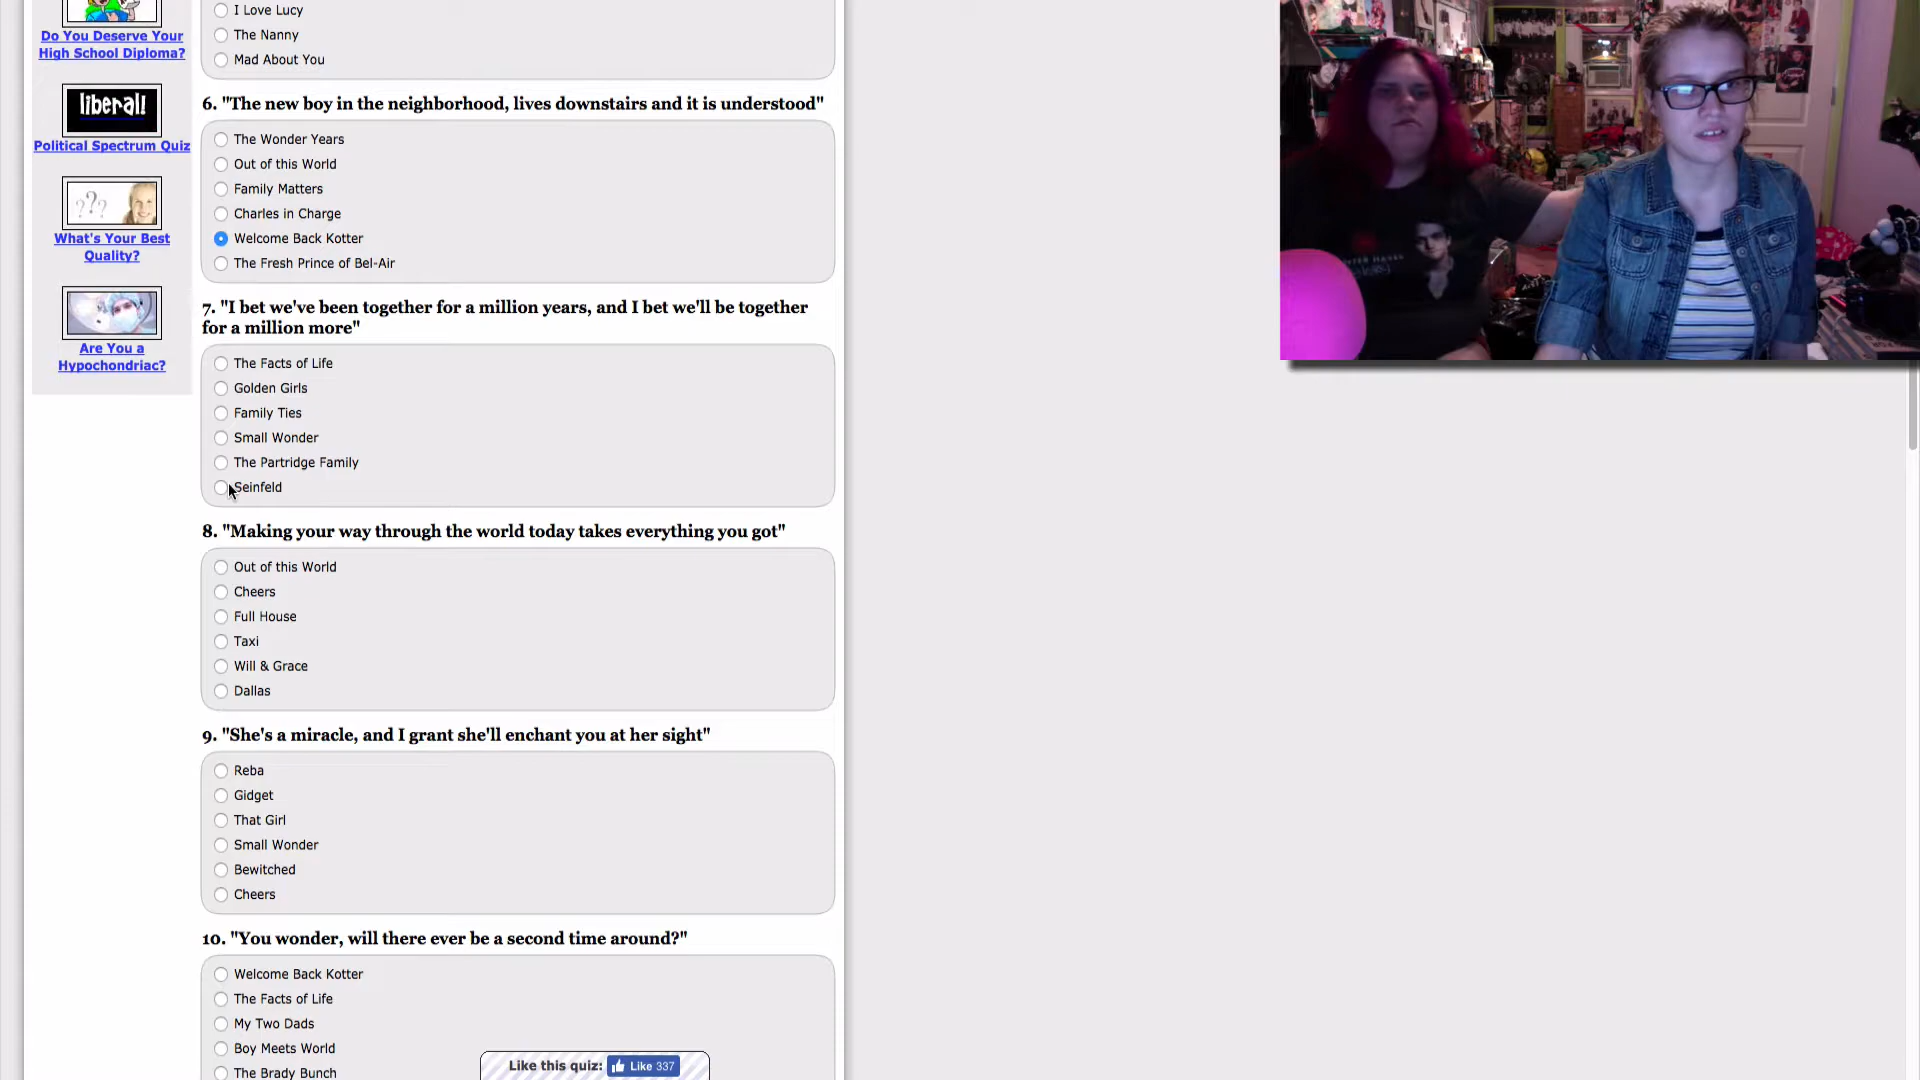 Do You Deserve Your
High School Diploma?
liberal!
Political Spectrum Quiz
???
What's Your Best
Quality?
Are You a
Hypochondriac?
I Love Lucy
The Nanny
Mad About You
6. "The new boy in the neighborhood, lives downstairs and it is understood"
The Wonder Years
Out of this World
Family Matters
Charles in Charge
Welcome Back Kotter
The Fresh Prince of Bel-Air
7. "I bet we've been together for a million years, and I bet we'll be together
for a million more"
The Facts of Life
Golden Girls
Family Ties
Small Wonder
The Partridge Family
Seinfeld
8. "Making your way through the world today takes everything you got"
Out of this World
Cheers
Full House
Taxi
Will & Grace
Dallas
9. "She's a miracle, and I grant she'll enchant you at her sight"
Reba
Gidget
That Girl
Small Wonder
Bewitched
Cheers
10. "You wonder, will there ever be a second time around?"
Welcome Back Kotter
The Facts of Life
My Two Dads
Boy Meets World
The Brady Bunch
Like this quiz: Like 337